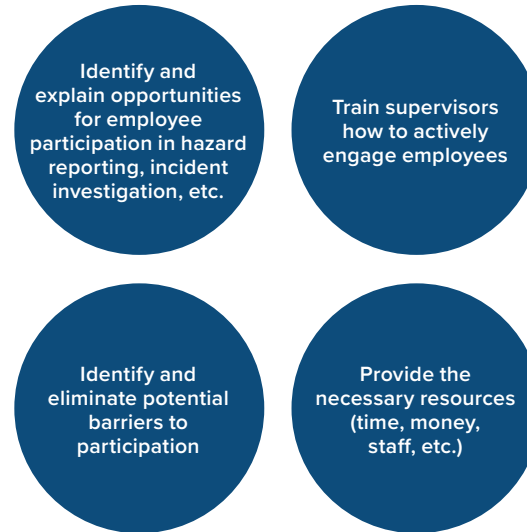 Identify and
explain opportunities
for employee
participation in hazard
reporting, incident
investigation, etc.
Train supervisors
how to actively
engage employees
Identify and
eliminate potential
barriers to
participation
Provide the
necessary resources
(time, money,
staff, etc.)